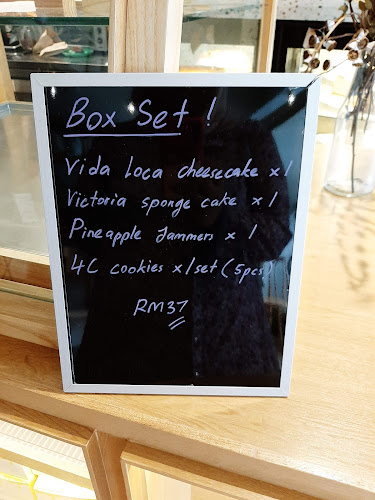 Box Set !
Vida Loca cheesecake x 1
Victoria sponge cake x 1
Pineapple Jammers x 1
4C cookies x 1 set (5pcs)
RM37